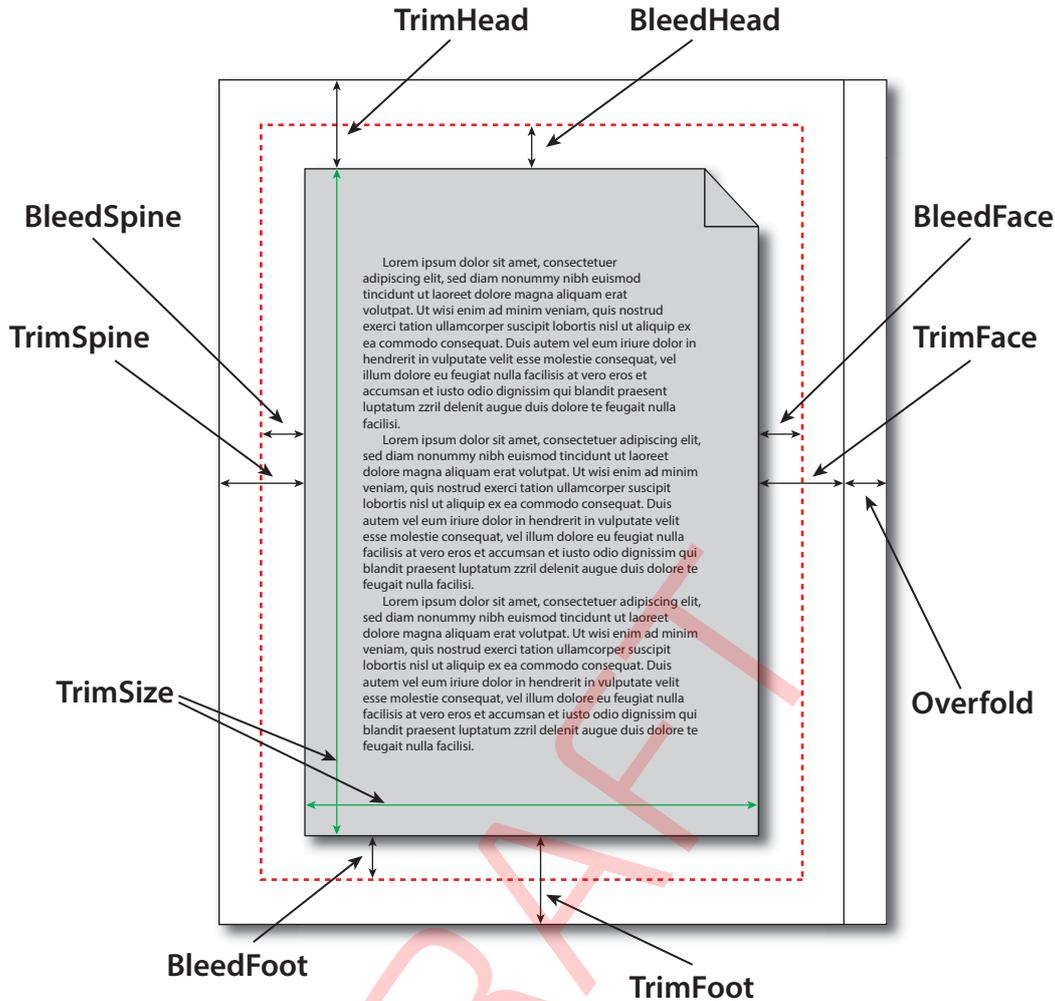 TrimHead
BleedHead
BleedSpine
BleedFace
TrimSpine
TrimFace
Lorem ipsum dolor sit amet, consectetuer
adipiscing elit, sed diam nonummy nibh euismod
tincidunt ut laoreet dolore magna aliquam erat
volutpat. Ut wisi enim ad minim veniam, quis nostrud
exerci tation ullamcorper suscipit lobortis nisl ut aliquip ex
ea commodo consequat. Duis autem vel eum iriure dolor in
hendrerit in vulputate velit esse molestie consequat, vel
illum dolore eu feugiat nulla facilisis at vero eros et
accumsan et iusto odio dignissim qui blandit praesent
luptatum zzril delenit augue duis dolore te feugait nulla
facilisi.
Lorem ipsum dolor sit amet, consectetuer adipiscing elit,
sed diam nonummy nibh euismod tincidunt ut laoreet
dolore magna aliquam erat volutpat. Ut wisi enim ad minim
veniam, quis nostrud exerci tation ullamcorper suscipit
lobortis nisl ut aliquip ex ea commodo consequat. Duis
autem vel eum iriure dolor in hendrerit in vulputate velit
esse molestie consequat, vel illum dolore eu feugiat nulla
facilisis at vero eros et accumsan et iusto odio dignissim qui
blandit praesent luptatum zzril delenit augue duis dolore te
feugait nulla facilisi.
Lorem ipsum dolor sit amet, consectetuer adipiscing elit,
sed diam nonummy nibh euismod tincidunt ut laoreet
dolore magna aliquam erat volutpat. Ut wisi enim ad minim
veniam, quis nostrud exerci tation ullamcorper suscipit
lobortis nisl ut aliquip ex ea commodo consequat. Duis
autem vel eum iriure dolor in hendrerit in vulputate velit
esse molestie consequat, vel illum dolore eu feugiat nulla
facilisis at vero eros et accumsan et iusto odio dignissim qui
blandit praesent luptatum zzril delenit augue duis dolore te
feugait nulla facilisi.
TrimSize
Overfold
BleedFoot
TrimFoot
RAFT